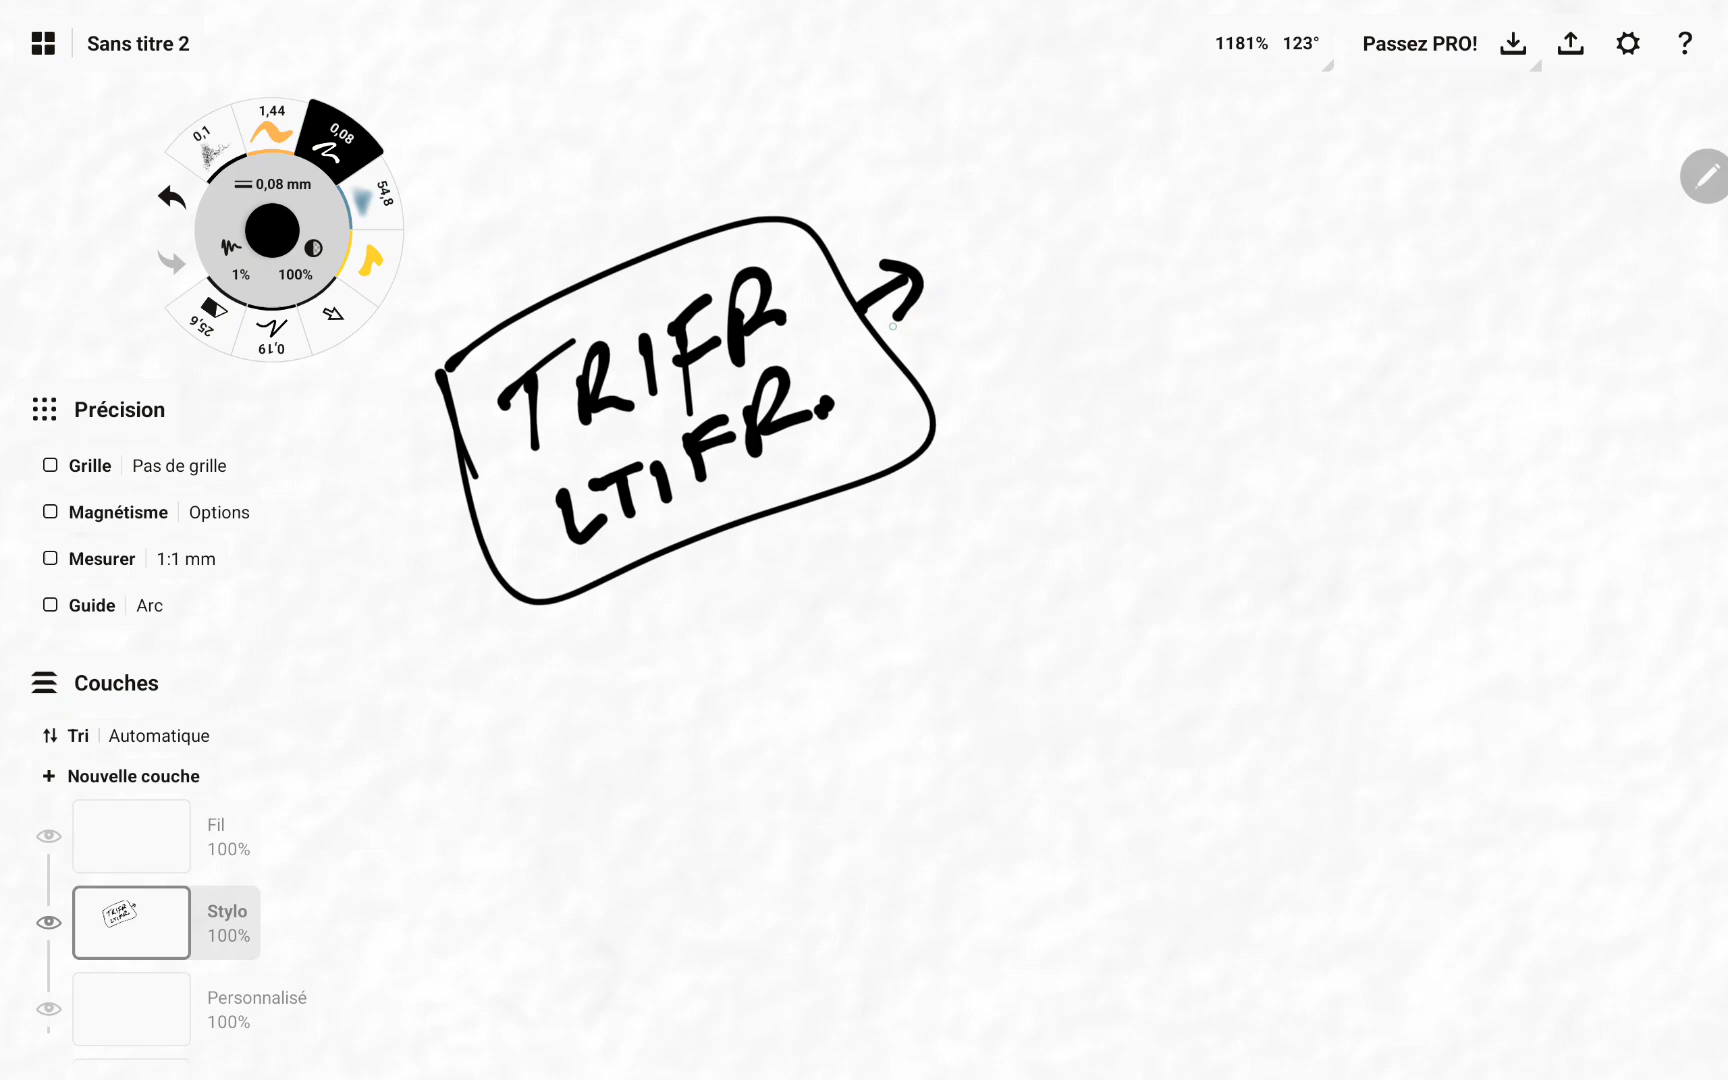 Sans titre 2
1181% 123° Passez PRO! ?
0,1
1,44
0,08
54,8
0,08 mm
1% 100%
25,6
0,19
TRIFR
LTIFR.
Précision
Grille Pas de grille
Magnétisme Options
Mesurer 1:1 mm
Guide Arc
Couches
Tri Automatique
+ Nouvelle couche
Fil
100%
TRIFR
LTIFR.
Stylo
100%
Personnalisé
100%